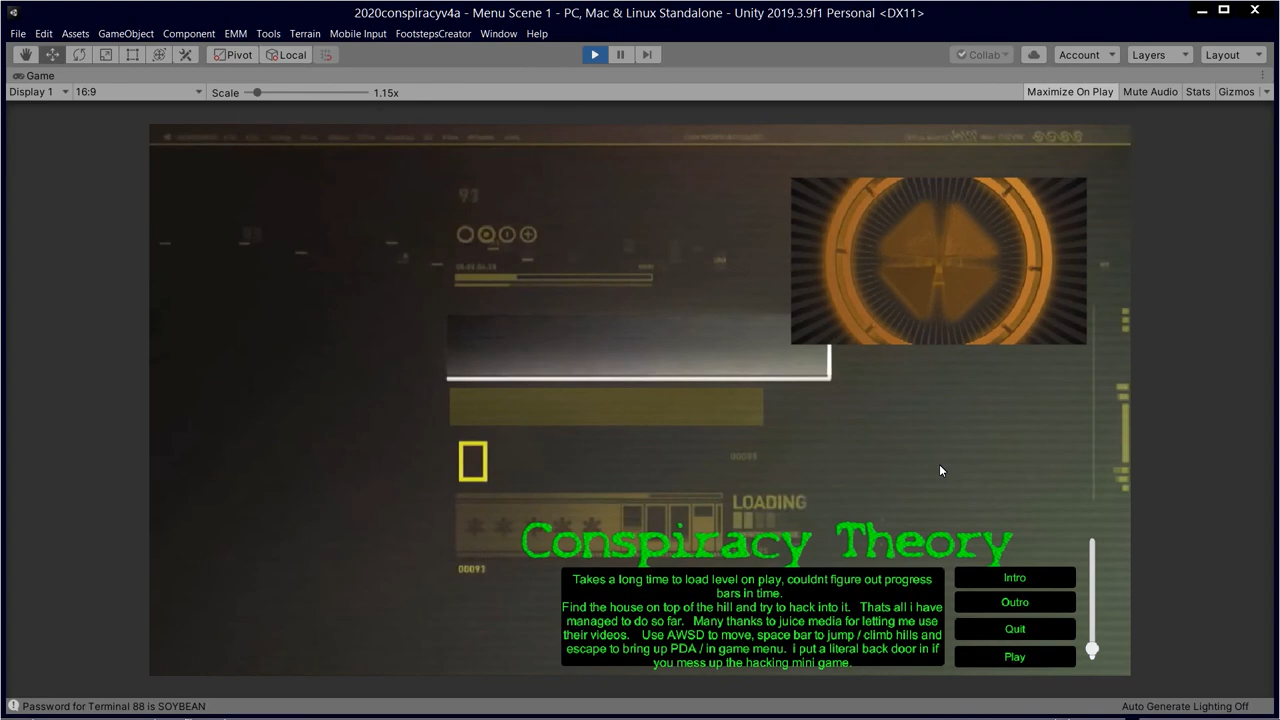 2020conspiracyv4a - Menu Scene 1 - PC, Mac & Linux Standalone - Unity 2019.3.9f1 Personal <DX11>
File Edit Assets GameObject Component EMM Tools Terrain Mobile Input FootstepsCreator Window Help
Pivot Local Collab Account Layers Layout
Game
Display 1 16:9 Scale 1.15x Maximize On Play Mute Audio Stats Gizmos
93
LOADING
Conspiracy Theory
00093
Takes a long time to load level on play, couldnt figure out progress
bars in time.
Find the house on top of the hill and try to hack into it. Thats all i have
managed to do so far. Many thanks to juice media for letting me use
their videos. Use AWSD to move, space bar to jump / climb hills and
escape to bring up PDA / in game menu. i put a literal back door in if
you mess up the hacking mini game.
Intro
Outro
Quit
Play
Password for Terminal 88 is SOYBEAN
Auto Generate Lighting Off